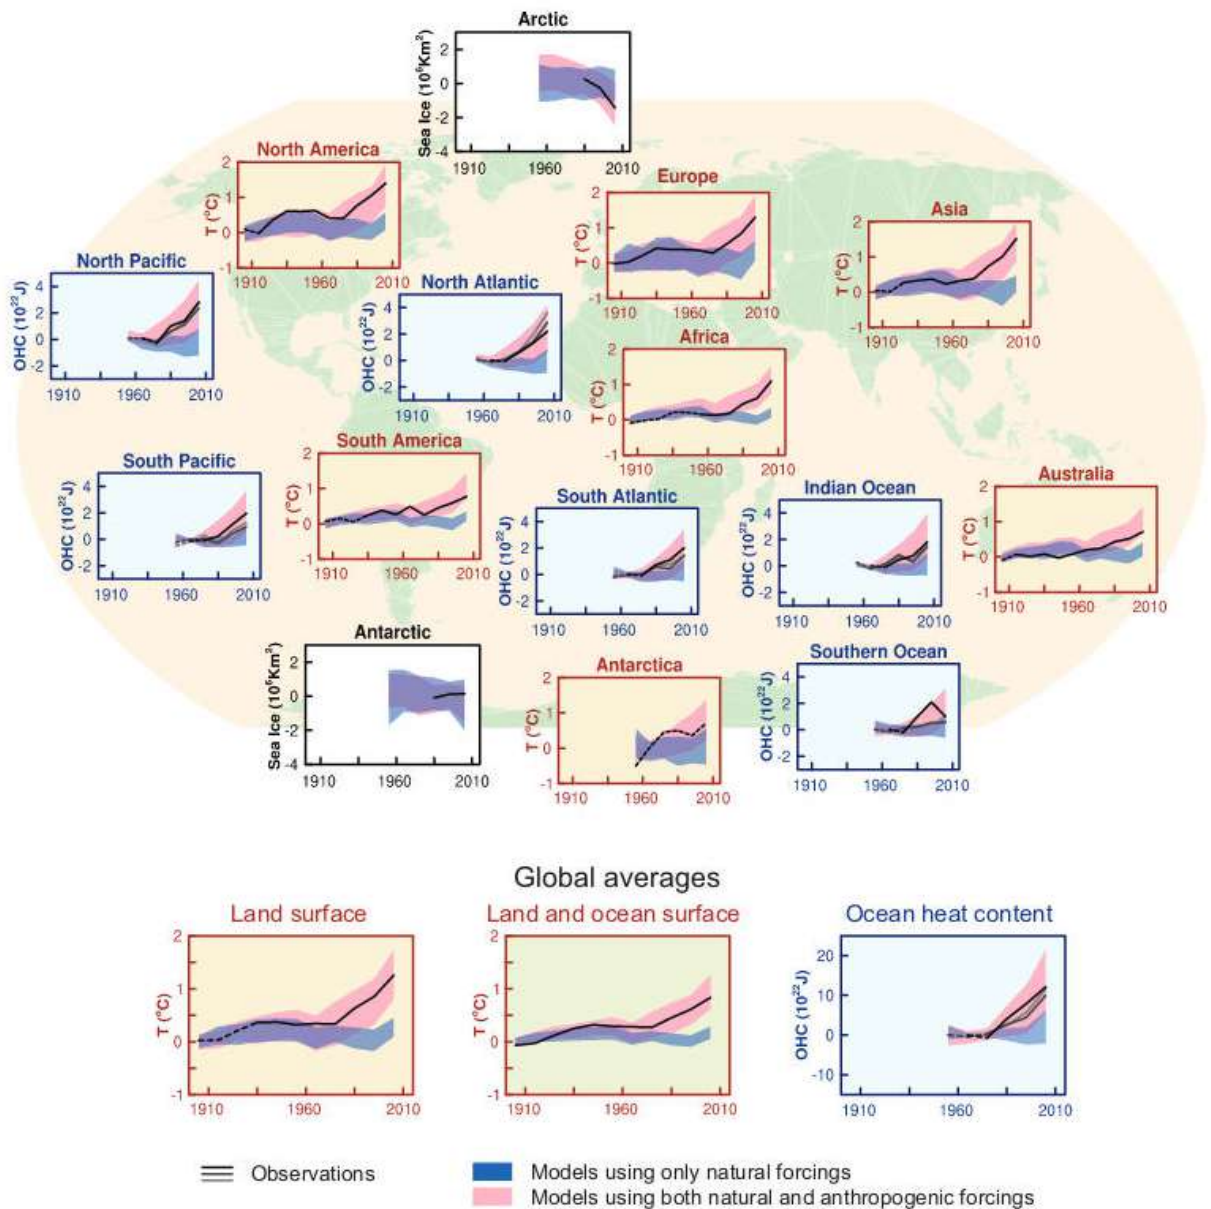 Arctic
Sea Ice (10⁶Km²)
2
0
-2
-4
1910 1960 2010
North America
T (°C)
2
1
0
-1
1910 1960 2010
Europe
T (°C)
2
1
0
-1
1910 1960 2010
Asia
T (°C)
2
1
0
-1
1910 1960 2010
North Pacific
OHC (10²²J)
4
2
0
-2
1910 1960 2010
North Atlantic
OHC (10²²J)
4
2
0
-2
1910 1960 2010
Africa
T (°C)
2
1
0
-1
1910 1960 2010
South Pacific
OHC (10²²J)
4
2
0
-2
1910 1960 2010
South America
T (°C)
2
1
0
-1
1910 1960 2010
South Atlantic
OHC (10²²J)
4
2
0
-2
1910 1960 2010
Indian Ocean
OHC (10²²J)
4
2
0
-2
1910 1960 2010
Australia
T (°C)
2
1
0
-1
1910 1960 2010
Antarctic
Sea Ice (10⁶Km²)
2
0
-2
-4
1910 1960 2010
Antarctica
T (°C)
2
1
0
-1
1910 1960 2010
Southern Ocean
OHC (10²²J)
4
2
0
-2
1910 1960 2010
Global averages
Land surface
T (°C)
2
1
0
-1
1910 1960 2010
Land and ocean surface
T (°C)
2
1
0
-1
1910 1960 2010
Ocean heat content
OHC (10²²J)
20
10
0
-10
1910 1960 2010
Observations
Models using only natural forcings
Models using both natural and anthropogenic forcings